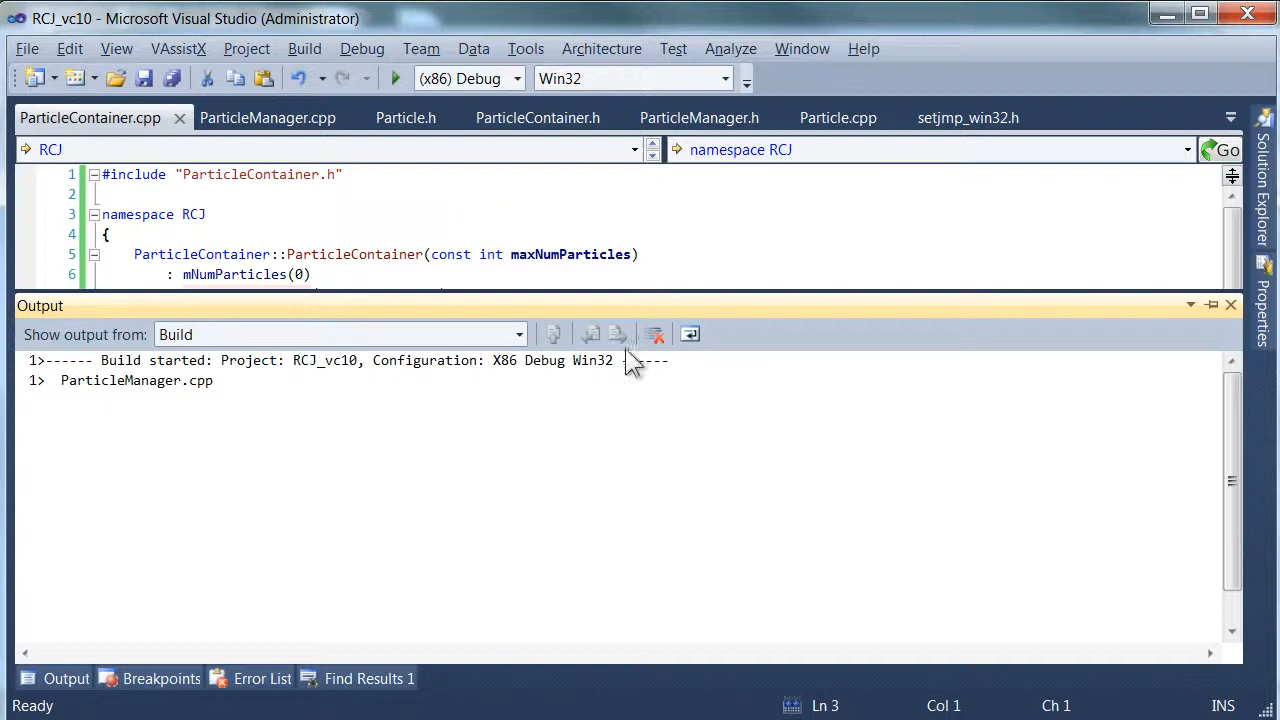 RCJ_vc10 - Microsoft Visual Studio (Administrator)
File Edit View VAssistX Project Build Debug Team Data Tools Architecture Test Analyze Window Help
(x86) Debug Win32
ParticleContainer.cpp ParticleManager.cpp Particle.h ParticleContainer.h ParticleManager.h Particle.cpp setjmp_win32.h
RCJ namespace RCJ Go
1 #include "ParticleContainer.h"
2
3 namespace RCJ
4 {
5 ParticleContainer::ParticleContainer(const int maxNumParticles)
6 : mNumParticles(0)
Output
Show output from: Build
1>------ Build started: Project: RCJ_vc10, Configuration: X86 Debug Win32 ------
1> ParticleManager.cpp
Output Breakpoints Error List Find Results 1
Ready Ln 3 Col 1 Ch 1 INS
Solution Explorer
Properties